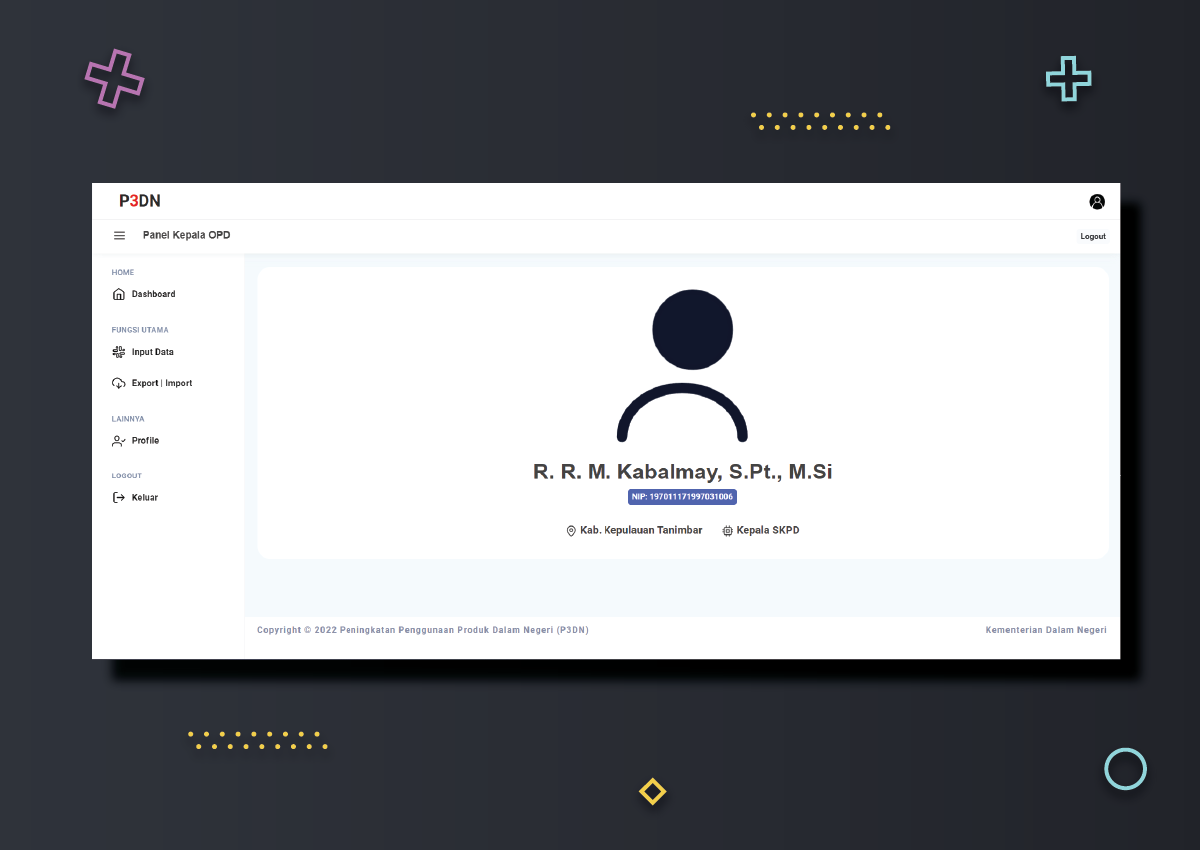 P3DN
Panel Kepala OPD
Logout
HOME
Dashboard
FUNGSI UTAMA
Input Data
Export | Import
LAINNYA
Profile
LOGOUT
Keluar
R. R. M. Kabalmay, S.Pt., M.Si
NIP: 197011171997031006
Kab. Kepulauan Tanimbar
Kepala SKPD
Copyright © 2022 Peningkatan Penggunaan Produk Dalam Negeri (P3DN)
Kementerian Dalam Negeri